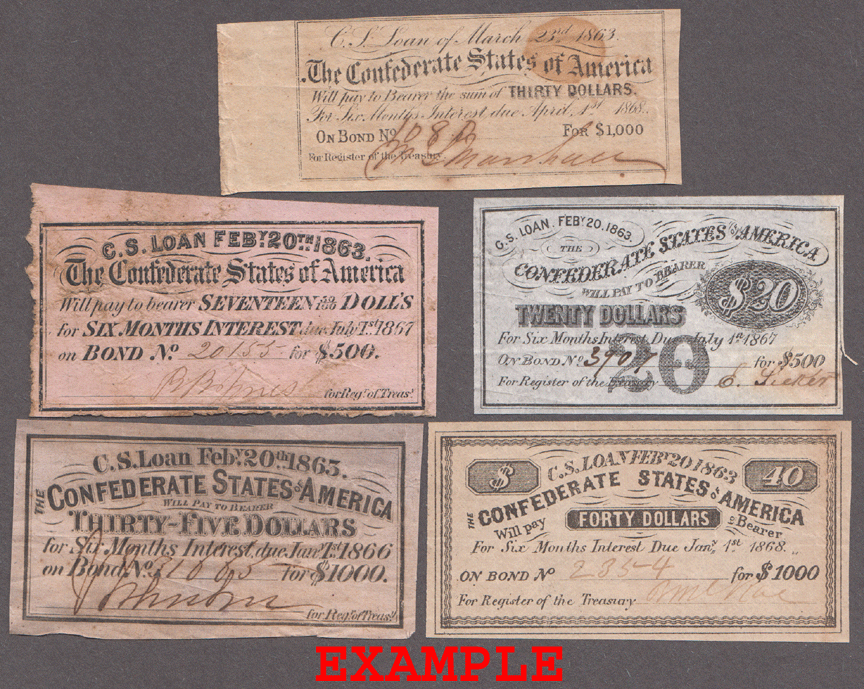 C.S. Loan of March 23rd 1863.
The Confederate States of America
Will pay to Bearer the sum of THIRTY DOLLARS.
For Six Months Interest due April 1st 1868.
ON BOND No FOR $1,000
For Register of the Treasury
C.S. LOAN FEBY. 20TH 1863.
The Confederate States of America
Will pay to bearer SEVENTEEN 50/100 DOLL'S
for SIX MONTHS INTEREST, due July 1st 1867
on BOND No 20155 for $500.
for Regr. of Treasy.
C.S. LOAN, FEBY. 20. 1863.
THE
CONFEDERATE STATES OF AMERICA
WILL PAY TO BEARER
$20
TWENTY DOLLARS
For Six Months Interest Due July 1st 1867
20
ON BOND No 3907 for $500
For Register of the Treasury E.
C.S. Loan Feby. 20th 1863.
THE CONFEDERATE STATES OF AMERICA
WILL PAY TO BEARER
THIRTY-FIVE DOLLARS
for Six Months Interest, due Jany. 1st 1866
on Bond No. for $1000.
for Regr. of Treasy.
$ C.S. LOAN FEBY. 20 1863 40
THE CONFEDERATE STATES OF AMERICA
Will pay FORTY DOLLARS to Bearer
For Six Months Interest Due Jany. 1st 1868.
ON BOND No 2354 for $1000
For Register of the Treasury
EXAMPLE